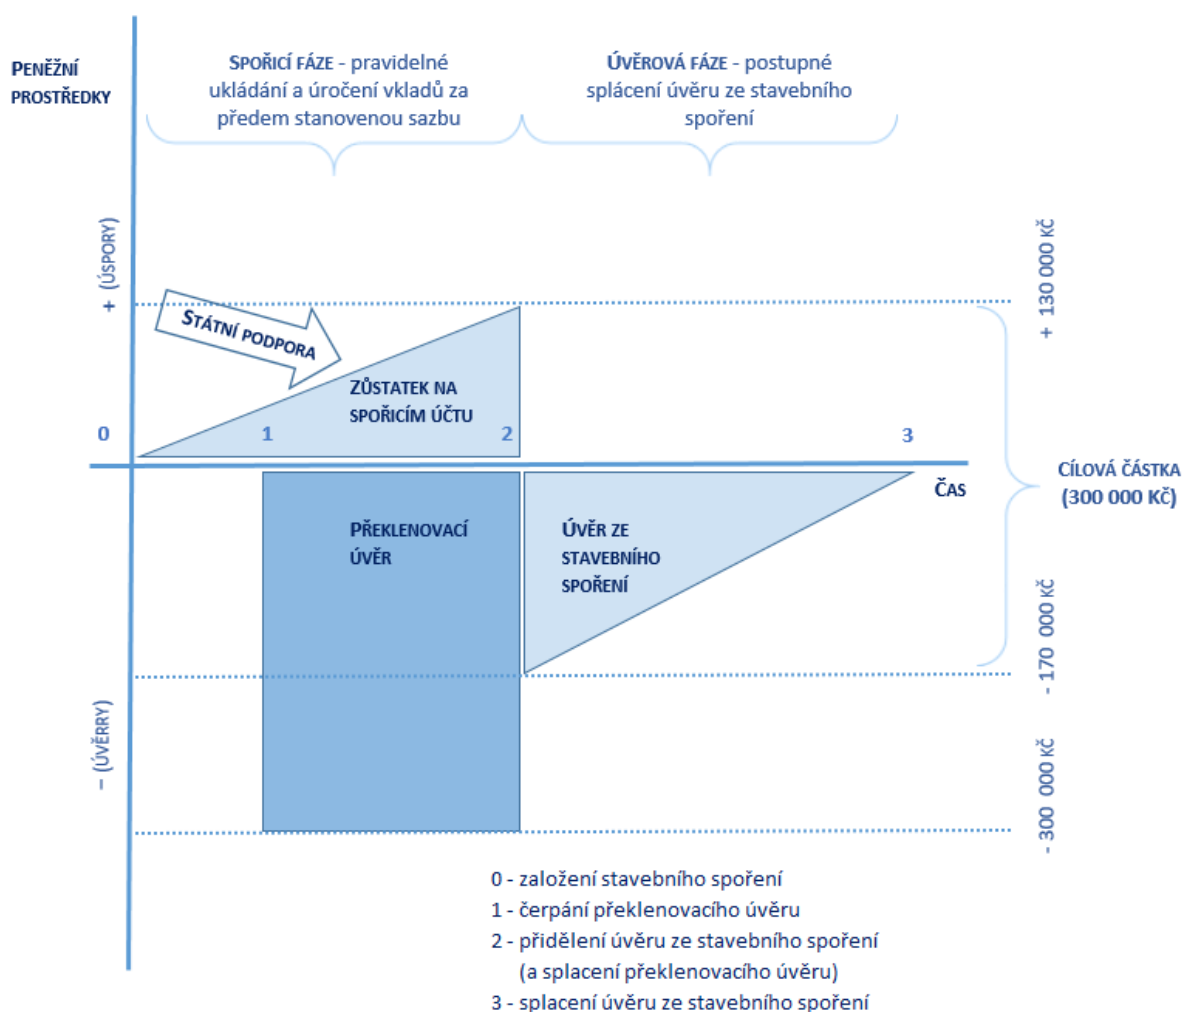 PENĚŽNÍ
PROSTŘEDKY
SPOŘICÍ FÁZE - pravidelné
ukládání a úročení vkladů za
předem stanovenou sazbu
ÚVĚROVÁ FÁZE - postupné
splácení úvěru ze stavebního
spoření
+ (ÚSPORY)
+ 130 000 KČ
STÁTNÍ PODPORA
ZŮSTATEK NA
SPOŘICÍM ÚČTU
0
1
2
3
ČAS
CÍLOVÁ ČÁSTKA
(300 000 KČ)
PŘEKLENOVACÍ
ÚVĚR
ÚVĚR ZE
STAVEBNÍHO
SPOŘENÍ
- 170 000 KČ
– (ÚVĚRRY)
- 300 000 KČ
0 - založení stavebního spoření
1 - čerpání překlenovacího úvěru
2 - přidělení úvěru ze stavebního spoření
(a splacení překlenovacího úvěru)
3 - splacení úvěru ze stavebního spoření